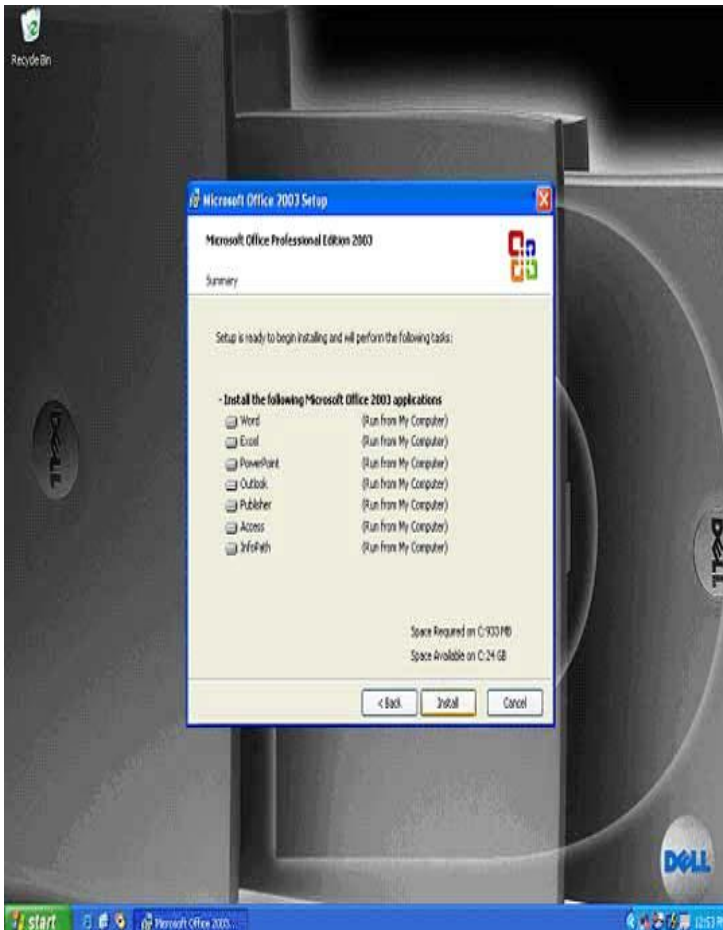 Recycle Bin
Microsoft Office 2003 Setup
Microsoft Office Professional Edition 2003
Summary
Setup is ready to begin installing and will perform the following tasks:
- Install the following Microsoft Office 2003 applications
Word (Run from My Computer)
Excel (Run from My Computer)
PowerPoint (Run from My Computer)
Outlook (Run from My Computer)
Publisher (Run from My Computer)
Access (Run from My Computer)
InfoPath (Run from My Computer)
Space Required on C: 933 MB
Space Available on C: 24 GB
< Back Install Cancel
DELL
DELL
DELL
start Microsoft Office 2003... 12:53 P